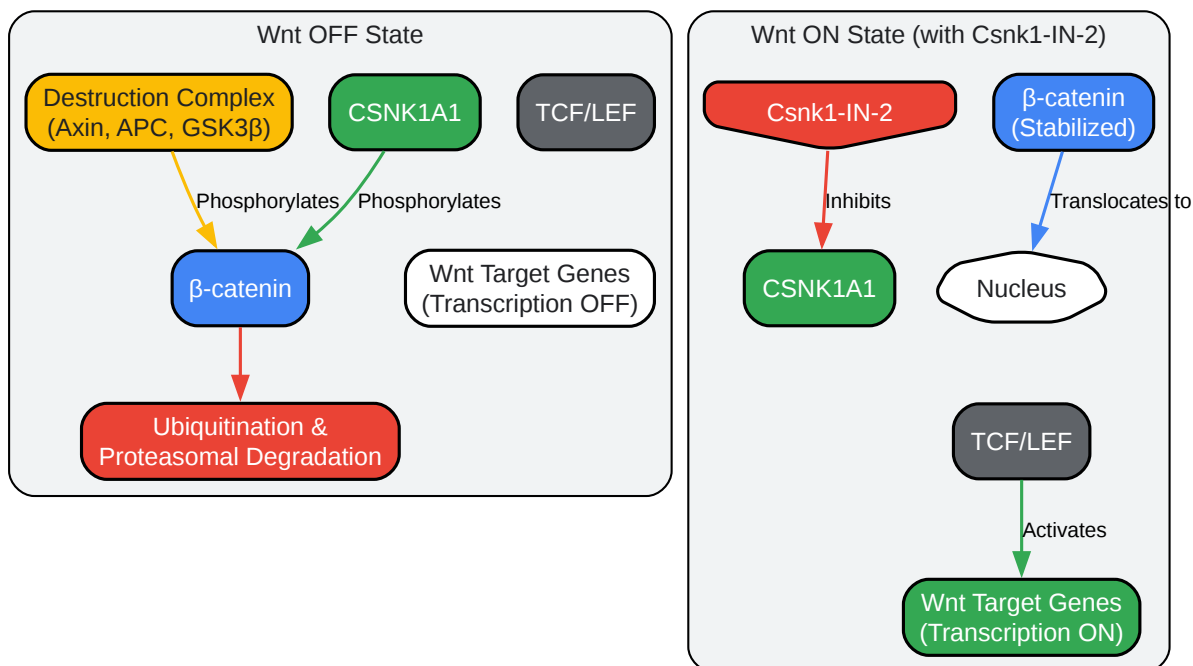 Wnt OFF State
Destruction Complex
(Axin, APC, GSK3β)
CSNK1A1
TCF/LEF
Phosphorylates
Phosphorylates
β-catenin
Wnt Target Genes
(Transcription OFF)
Ubiquitination &
Proteasomal Degradation
Wnt ON State (with Csnk1-IN-2)
Csnk1-IN-2
β-catenin
(Stabilized)
Inhibits
Translocates to
CSNK1A1
Nucleus
TCF/LEF
Activates
Wnt Target Genes
(Transcription ON)